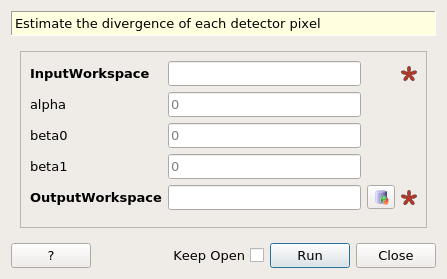 Estimate the divergence of each detector pixel
InputWorkspace
alpha 0
beta0 0
beta1 0
OutputWorkspace
? Keep Open Run Close